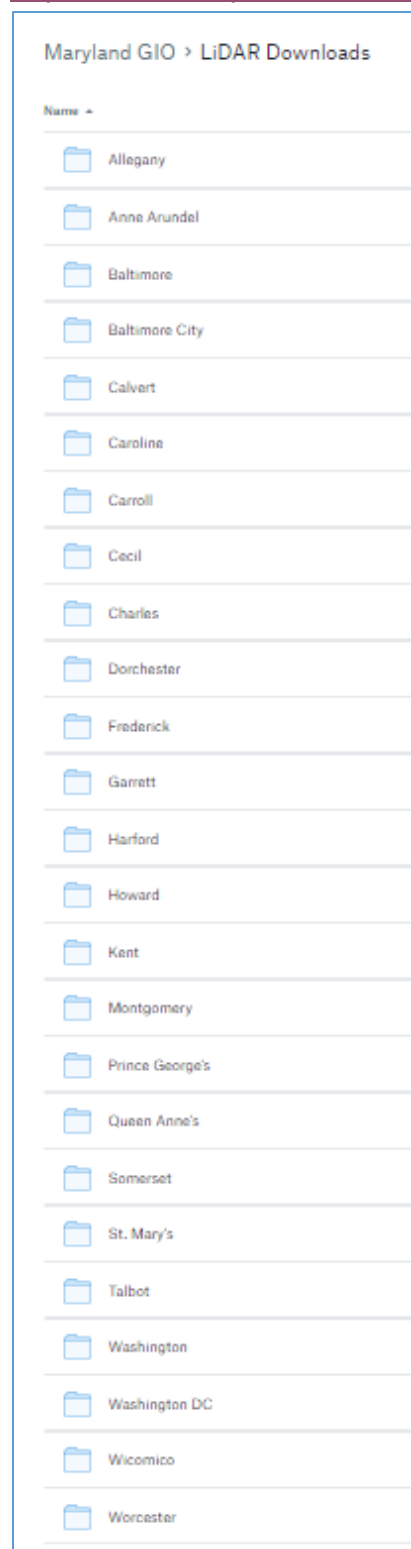 Maryland GIO > LiDAR Downloads
Name
Allegany
Anne Arundel
Baltimore
Baltimore City
Calvert
Caroline
Carroll
Cecil
Charles
Dorchester
Frederick
Garrett
Harford
Howard
Kent
Montgomery
Prince George's
Queen Anne's
Somerset
St. Mary's
Talbot
Washington
Washington DC
Wicomico
Worcester